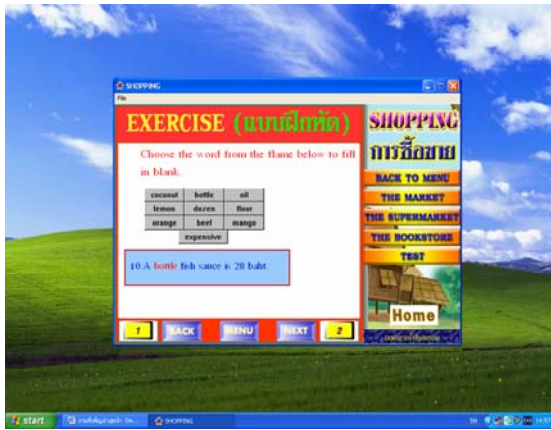 SHOPPING
File
EXERCISE (แบบฝึกหัด)
Choose the word from the flame below to fill
in blank.
coconut bottle oil
lemon dozen flour
orange beef mango
expensive
10.A bottle fish sauce is 28 baht.
1 BACK MENU NEXT 2
SHOPPING
การซื้อขาย
BACK TO MENU
THE MARKET
THE SUPERMARKET
THE BOOKSTORE
TEST
Home
start
SHOPPING
TH
14:57